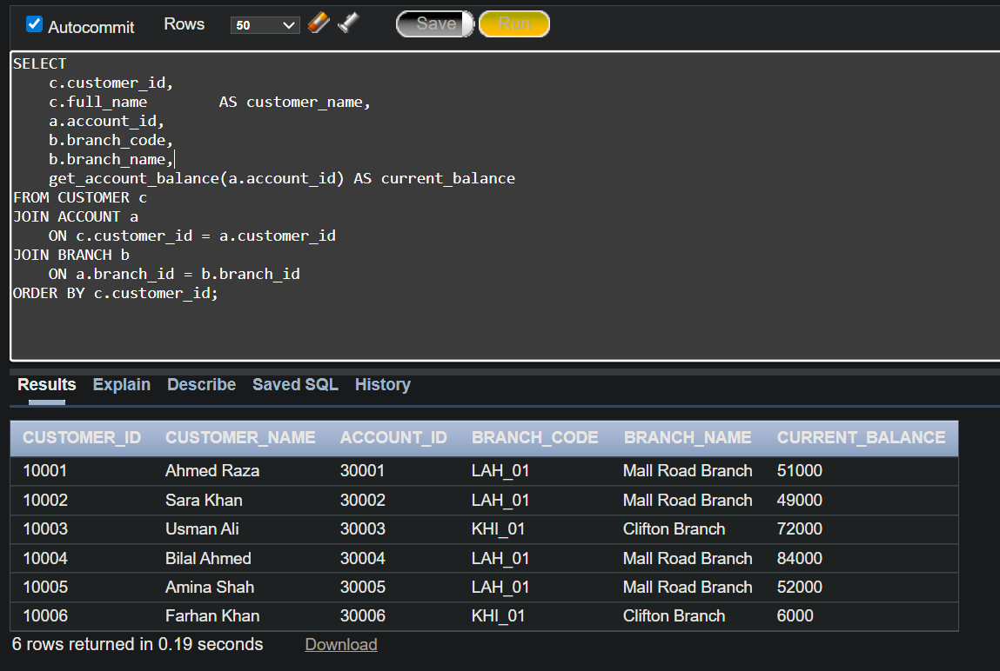 Autocommit Rows 50 Save Run
SELECT
    c.customer_id,
    c.full_name        AS customer_name,
    a.account_id,
    b.branch_code,
    b.branch_name,
    get_account_balance(a.account_id) AS current_balance
FROM CUSTOMER c
JOIN ACCOUNT a
    ON c.customer_id = a.customer_id
JOIN BRANCH b
    ON a.branch_id = b.branch_id
ORDER BY c.customer_id;
Results Explain Describe Saved SQL History
CUSTOMER_ID CUSTOMER_NAME ACCOUNT_ID BRANCH_CODE BRANCH_NAME CURRENT_BALANCE
10001 Ahmed Raza 30001 LAH_01 Mall Road Branch 51000
10002 Sara Khan 30002 LAH_01 Mall Road Branch 49000
10003 Usman Ali 30003 KHI_01 Clifton Branch 72000
10004 Bilal Ahmed 30004 LAH_01 Mall Road Branch 84000
10005 Amina Shah 30005 LAH_01 Mall Road Branch 52000
10006 Farhan Khan 30006 KHI_01 Clifton Branch 6000
6 rows returned in 0.19 seconds Download